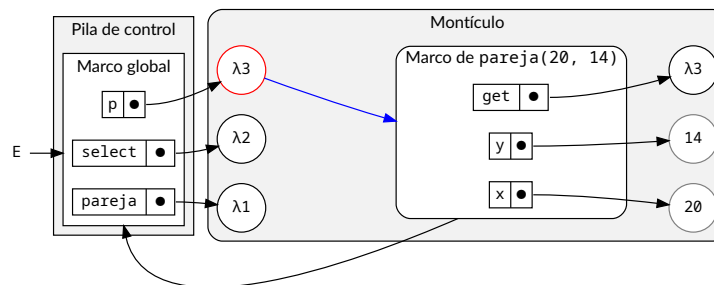 Pila de control
Montículo
Marco global
Marco de pareja(20, 14)
p
λ3
get
λ3
E
select
λ2
y
14
pareja
λ1
x
20